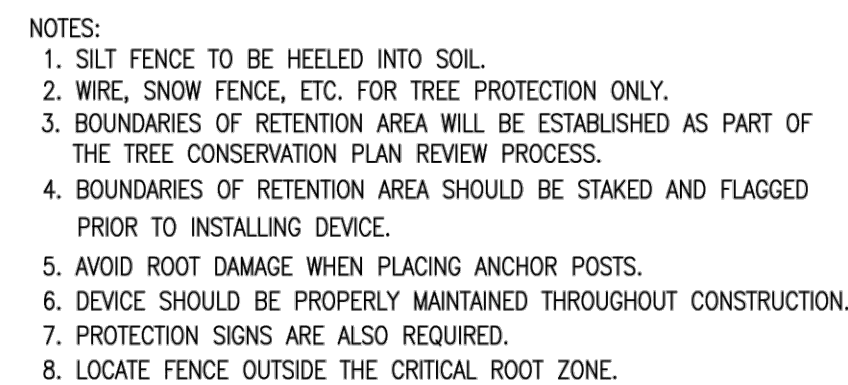 NOTES:
1. SILT FENCE TO BE HEELED INTO SOIL.
2. WIRE, SNOW FENCE, ETC. FOR TREE PROTECTION ONLY.
3. BOUNDARIES OF RETENTION AREA WILL BE ESTABLISHED AS PART OF
THE TREE CONSERVATION PLAN REVIEW PROCESS.
4. BOUNDARIES OF RETENTION AREA SHOULD BE STAKED AND FLAGGED
PRIOR TO INSTALLING DEVICE.
5. AVOID ROOT DAMAGE WHEN PLACING ANCHOR POSTS.
6. DEVICE SHOULD BE PROPERLY MAINTAINED THROUGHOUT CONSTRUCTION.
7. PROTECTION SIGNS ARE ALSO REQUIRED.
8. LOCATE FENCE OUTSIDE THE CRITICAL ROOT ZONE.